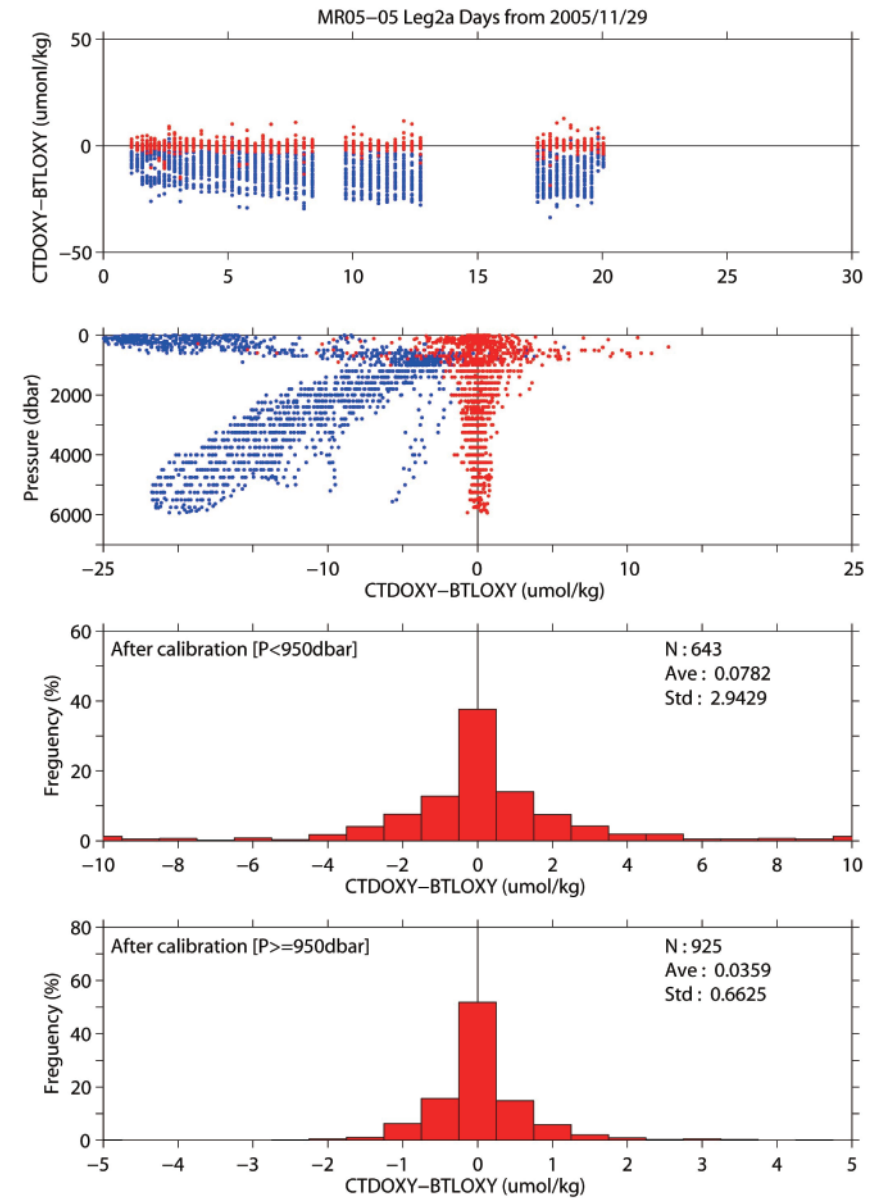 MR05−05 Leg2a Days from 2005/11/29
CTDOXY−BTLOXY (umonl/kg)
50
0
−50
0 5 10 15 20 25 30
Pressure (dbar)
0
2000
4000
6000
−25 −10 0 10 25
CTDOXY−BTLOXY (umol/kg)
After calibration [P<950dbar]
N : 643
Ave : 0.0782
Std : 2.9429
Freguency (%)
60
40
20
0
−10 −8 −6 −4 −2 0 2 4 6 8 10
CTDOXY−BTLOXY (umol/kg)
After calibration [P>=950dbar]
N : 925
Ave : 0.0359
Std : 0.6625
Freguency (%)
80
60
40
20
0
−5 −4 −3 −2 −1 0 1 2 3 4 5
CTDOXY−BTLOXY (umol/kg)